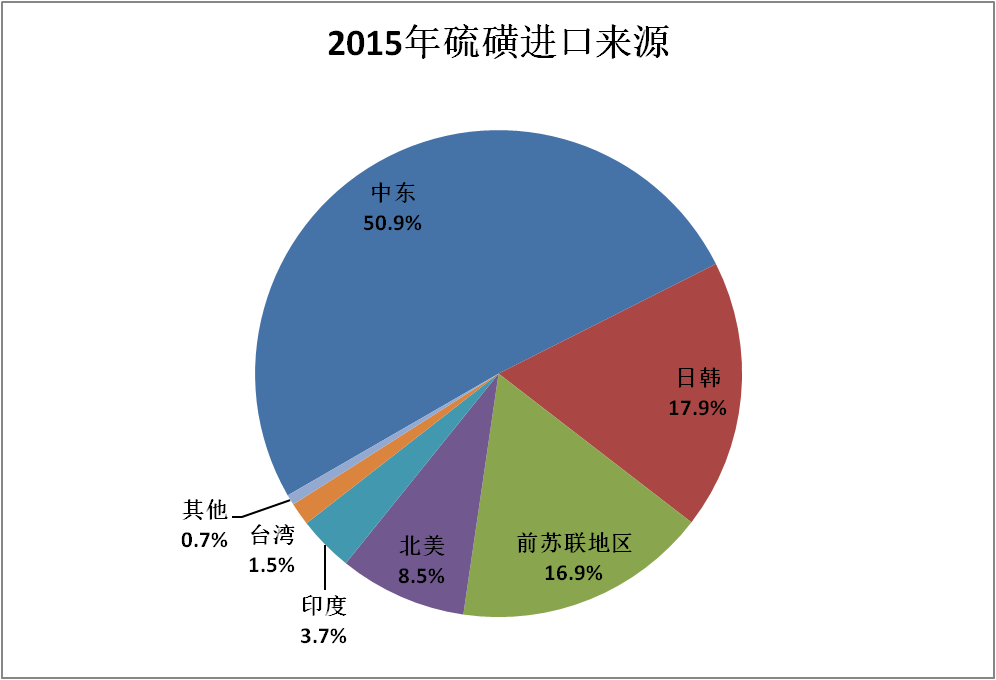 2015年硫磺进口来源
中东
50.9%
日韩
17.9%
前苏联地区
16.9%
北美
8.5%
印度
3.7%
台湾
1.5%
其他
0.7%